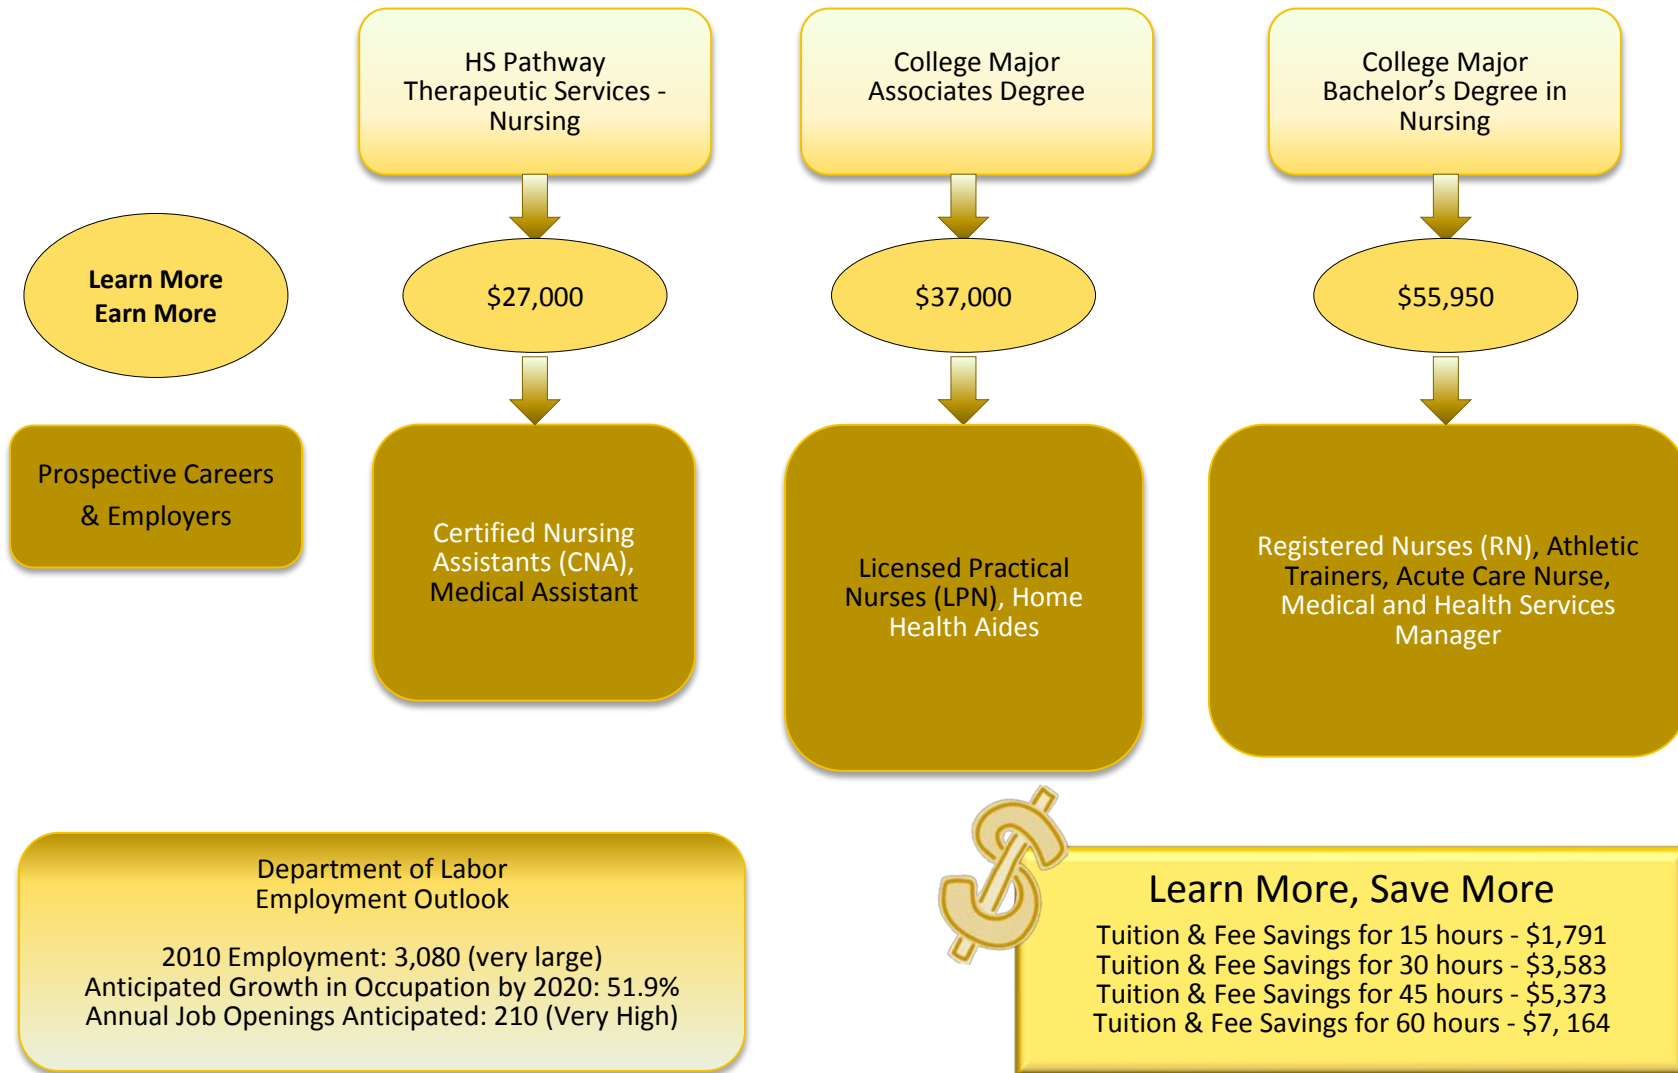 HS Pathway
Therapeutic Services -
Nursing
College Major
Associates Degree
College Major
Bachelor’s Degree in
Nursing
Learn More
Earn More
$27,000
$37,000
$55,950
Prospective Careers
& Employers
Certified Nursing
Assistants (CNA),
Medical Assistant
Licensed Practical
Nurses (LPN), Home
Health Aides
Registered Nurses (RN), Athletic
Trainers, Acute Care Nurse,
Medical and Health Services
Manager
Department of Labor
Employment Outlook
2010 Employment: 3,080 (very large)
Anticipated Growth in Occupation by 2020: 51.9%
Annual Job Openings Anticipated: 210 (Very High)
Learn More, Save More
Tuition & Fee Savings for 15 hours - $1,791
Tuition & Fee Savings for 30 hours - $3,583
Tuition & Fee Savings for 45 hours - $5,373
Tuition & Fee Savings for 60 hours - $7, 164